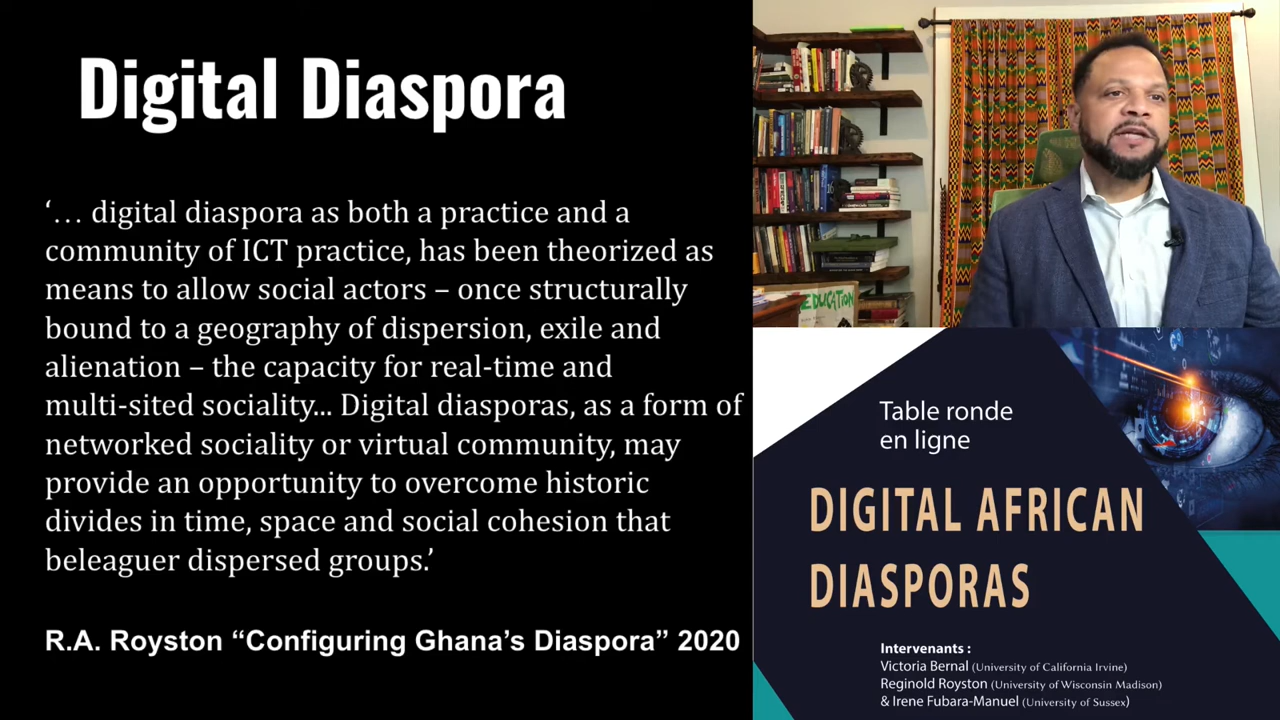 Digital Diaspora
‘… digital diaspora as both a practice and a
community of ICT practice, has been theorized as
means to allow social actors – once structurally
bound to a geography of dispersion, exile and
alienation – the capacity for real-time and
multi-sited sociality... Digital diasporas, as a form of
networked sociality or virtual community, may
provide an opportunity to overcome historic
divides in time, space and social cohesion that
beleaguer dispersed groups.’
R.A. Royston “Configuring Ghana’s Diaspora” 2020
EDUCATION
Table ronde
en ligne
DIGITAL AFRICAN
DIASPORAS
Intervenants :
Victoria Bernal (University of California Irvine)
Reginold Royston (University of Wisconsin Madison)
& Irene Fubara-Manuel (University of Sussex)